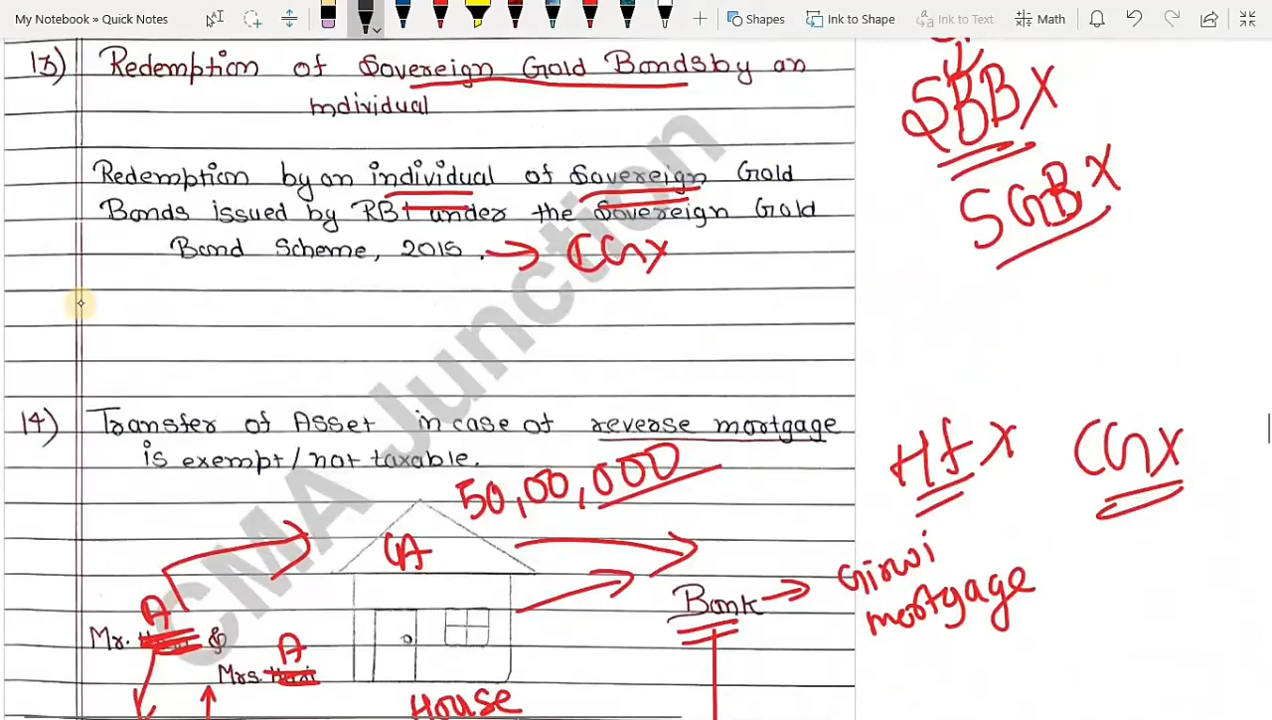 My Notebook » Quick Notes
Shapes
Ink to Shape
Ink to Text
Math
13) Redemption of Sovereign Gold Bonds by an
individual
Redemption by an individual of Sovereign Gold
Bonds issued by RBI under the Sovereign Gold
Bond Scheme, 2015. → CGX
SBBX
SGBX
14) Transfer of Asset in case of reverse mortgage
is exempt/not taxable.
50,00,000
HFX CGX
CA
Bank → Girwi
mortgage
A
Mr. &
A
Mrs.
House
CMA Junction